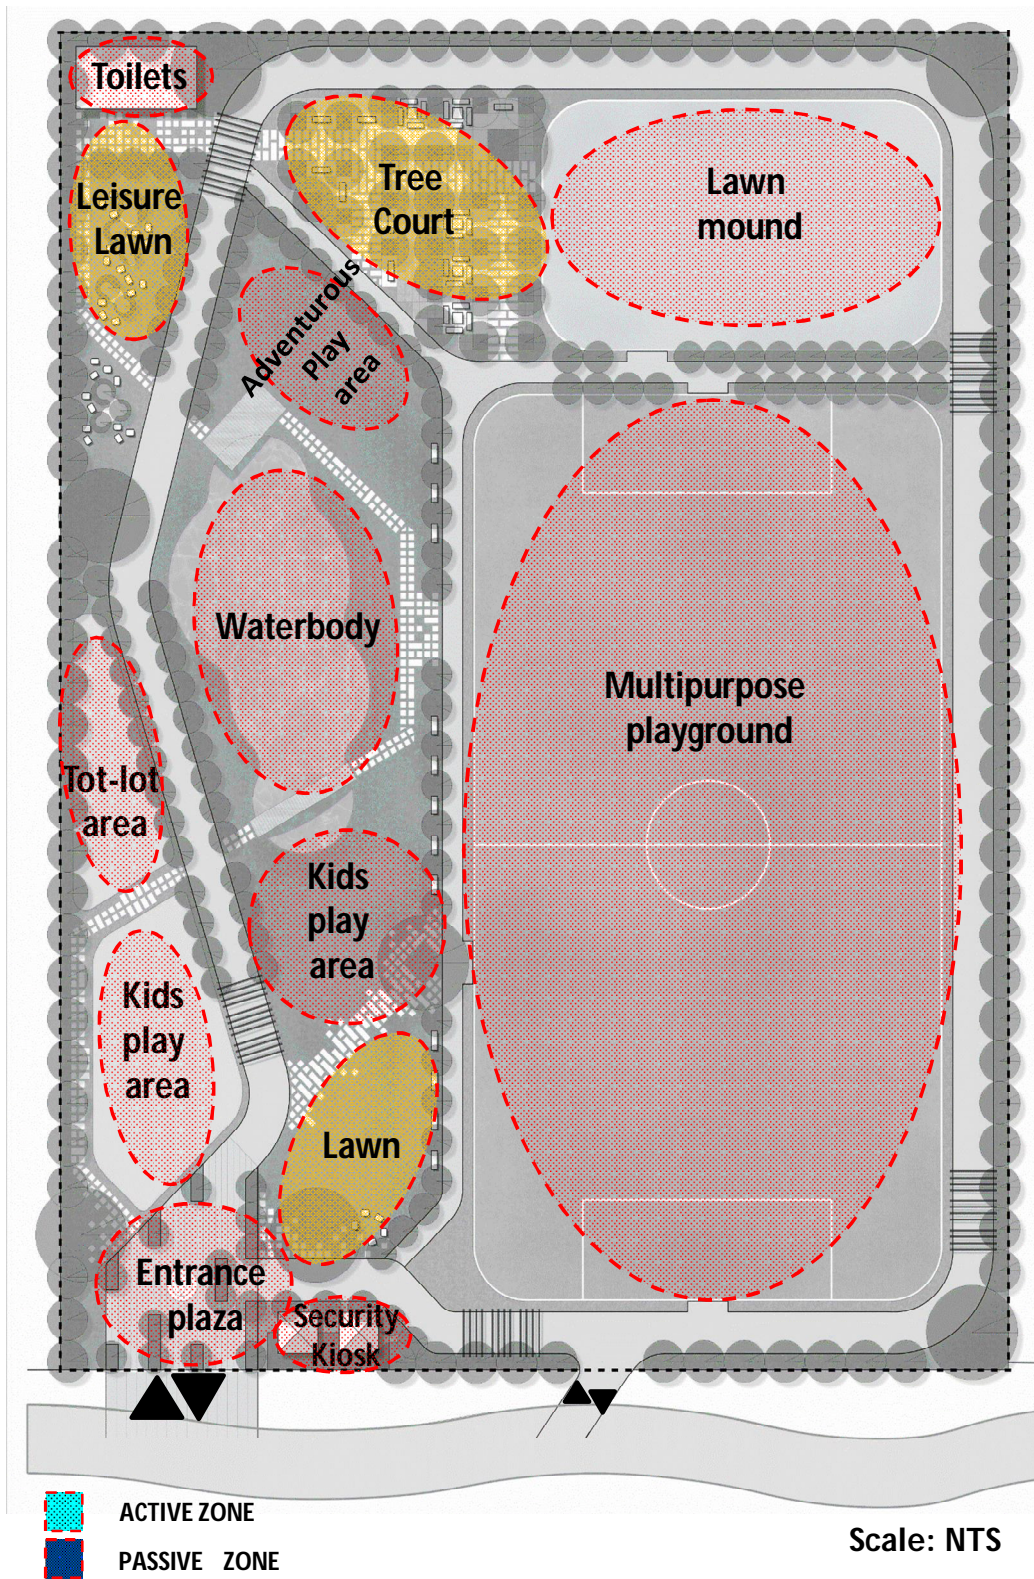 Toilets
Leisure
Lawn
Tree
Court
Lawn
mound
Adventurous
Play
area
Waterbody
Multipurpose
playground
Tot-lot
area
Kids
play
area
Kids
play
area
Lawn
Entrance
plaza
Security
Kiosk
ACTIVE ZONE
PASSIVE ZONE
Scale: NTS